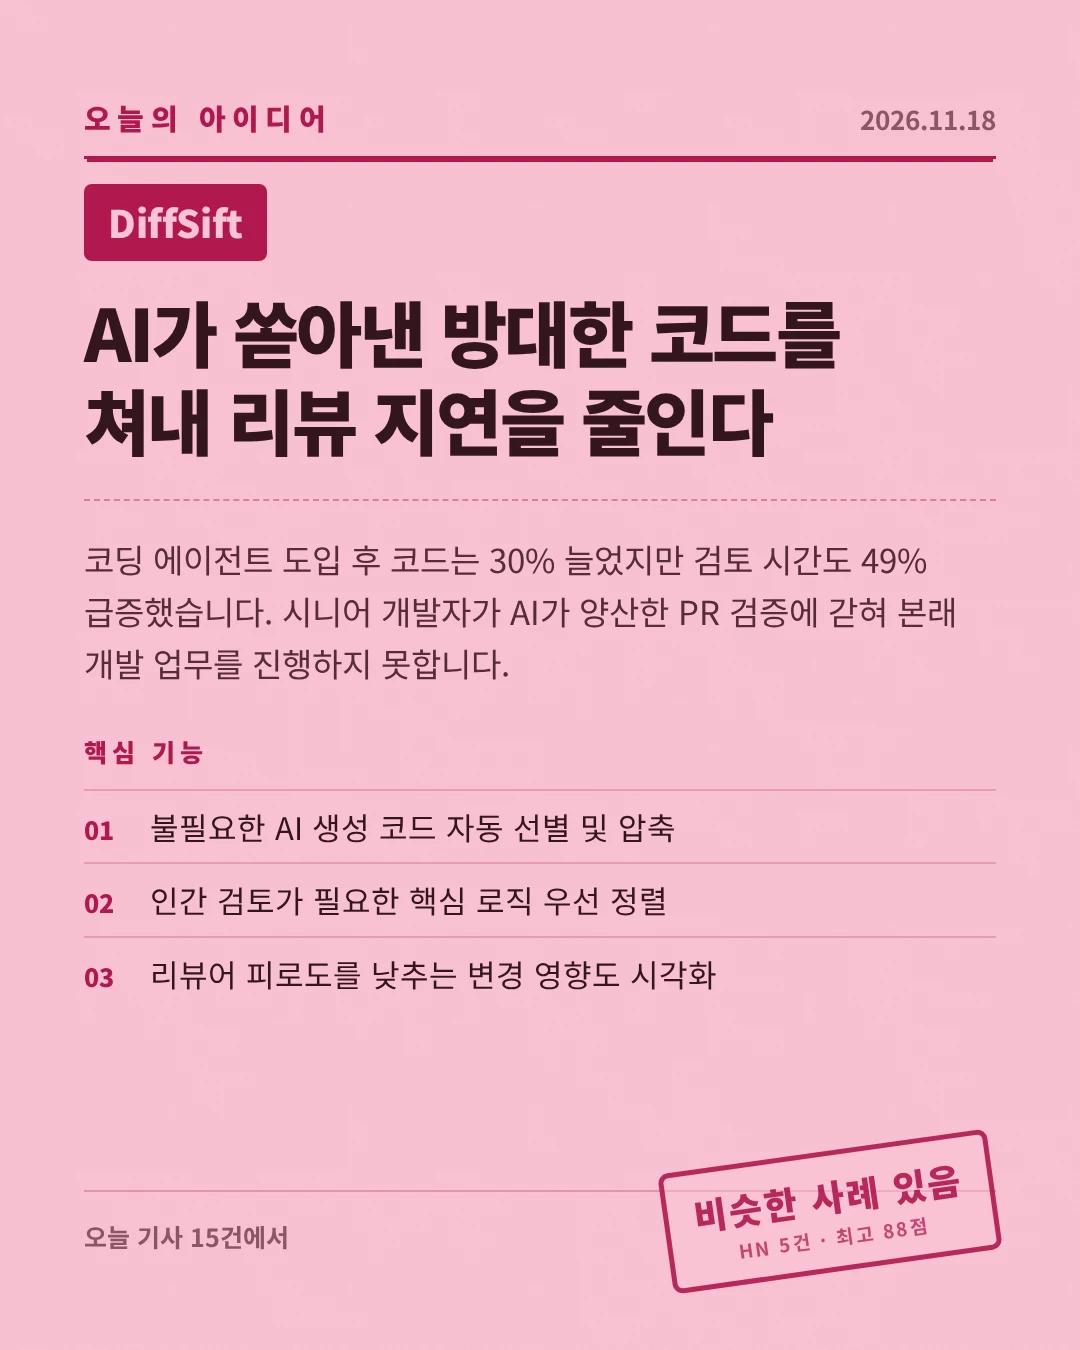 오늘의 아이디어
2026.11.18
DiffSift
AI가 쏟아낸 방대한 코드를
쳐내 리뷰 지연을 줄인다
코딩 에이전트 도입 후 코드는 30% 늘었지만 검토 시간도 49%
급증했습니다. 시니어 개발자가 AI가 양산한 PR 검증에 갇혀 본래
개발 업무를 진행하지 못합니다.
핵심 기능
01 불필요한 AI 생성 코드 자동 선별 및 압축
02 인간 검토가 필요한 핵심 로직 우선 정렬
03 리뷰어 피로도를 낮추는 변경 영향도 시각화
비슷한 사례 있음
HN 5건 · 최고 88점
오늘 기사 15건에서